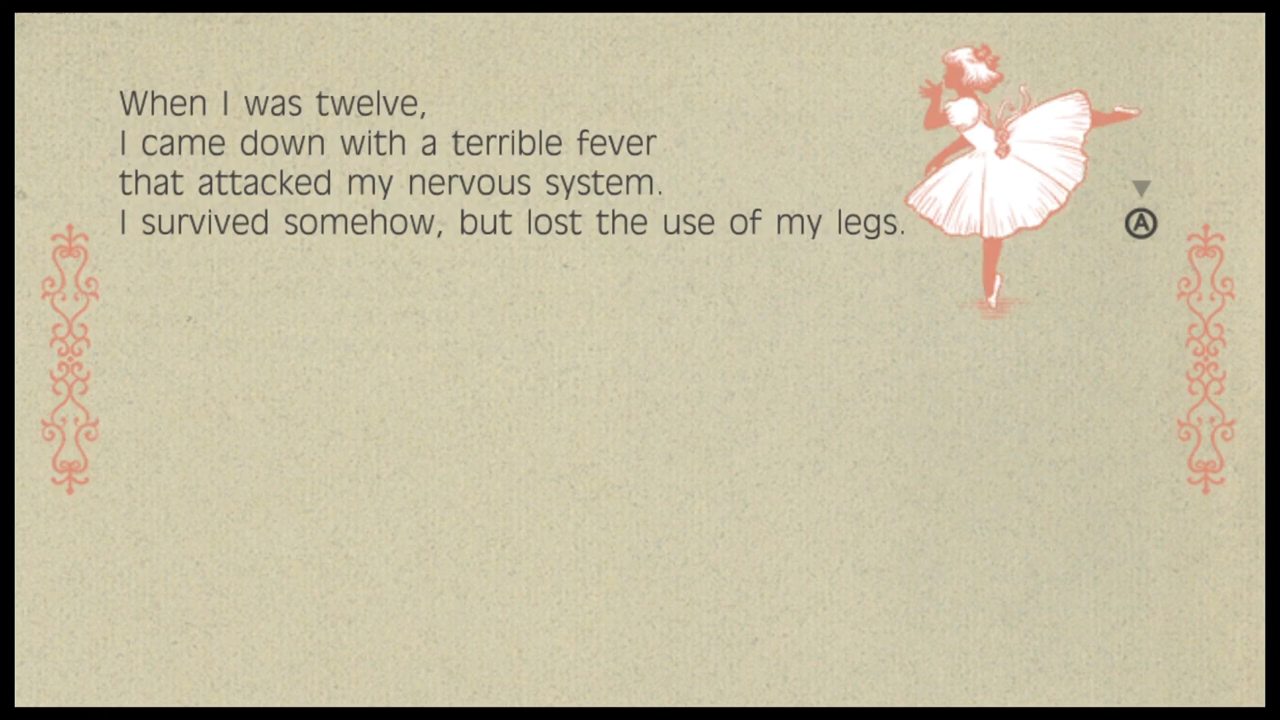 When I was twelve,
I came down with a terrible fever
that attacked my nervous system.
I survived somehow, but lost the use of my legs.
A